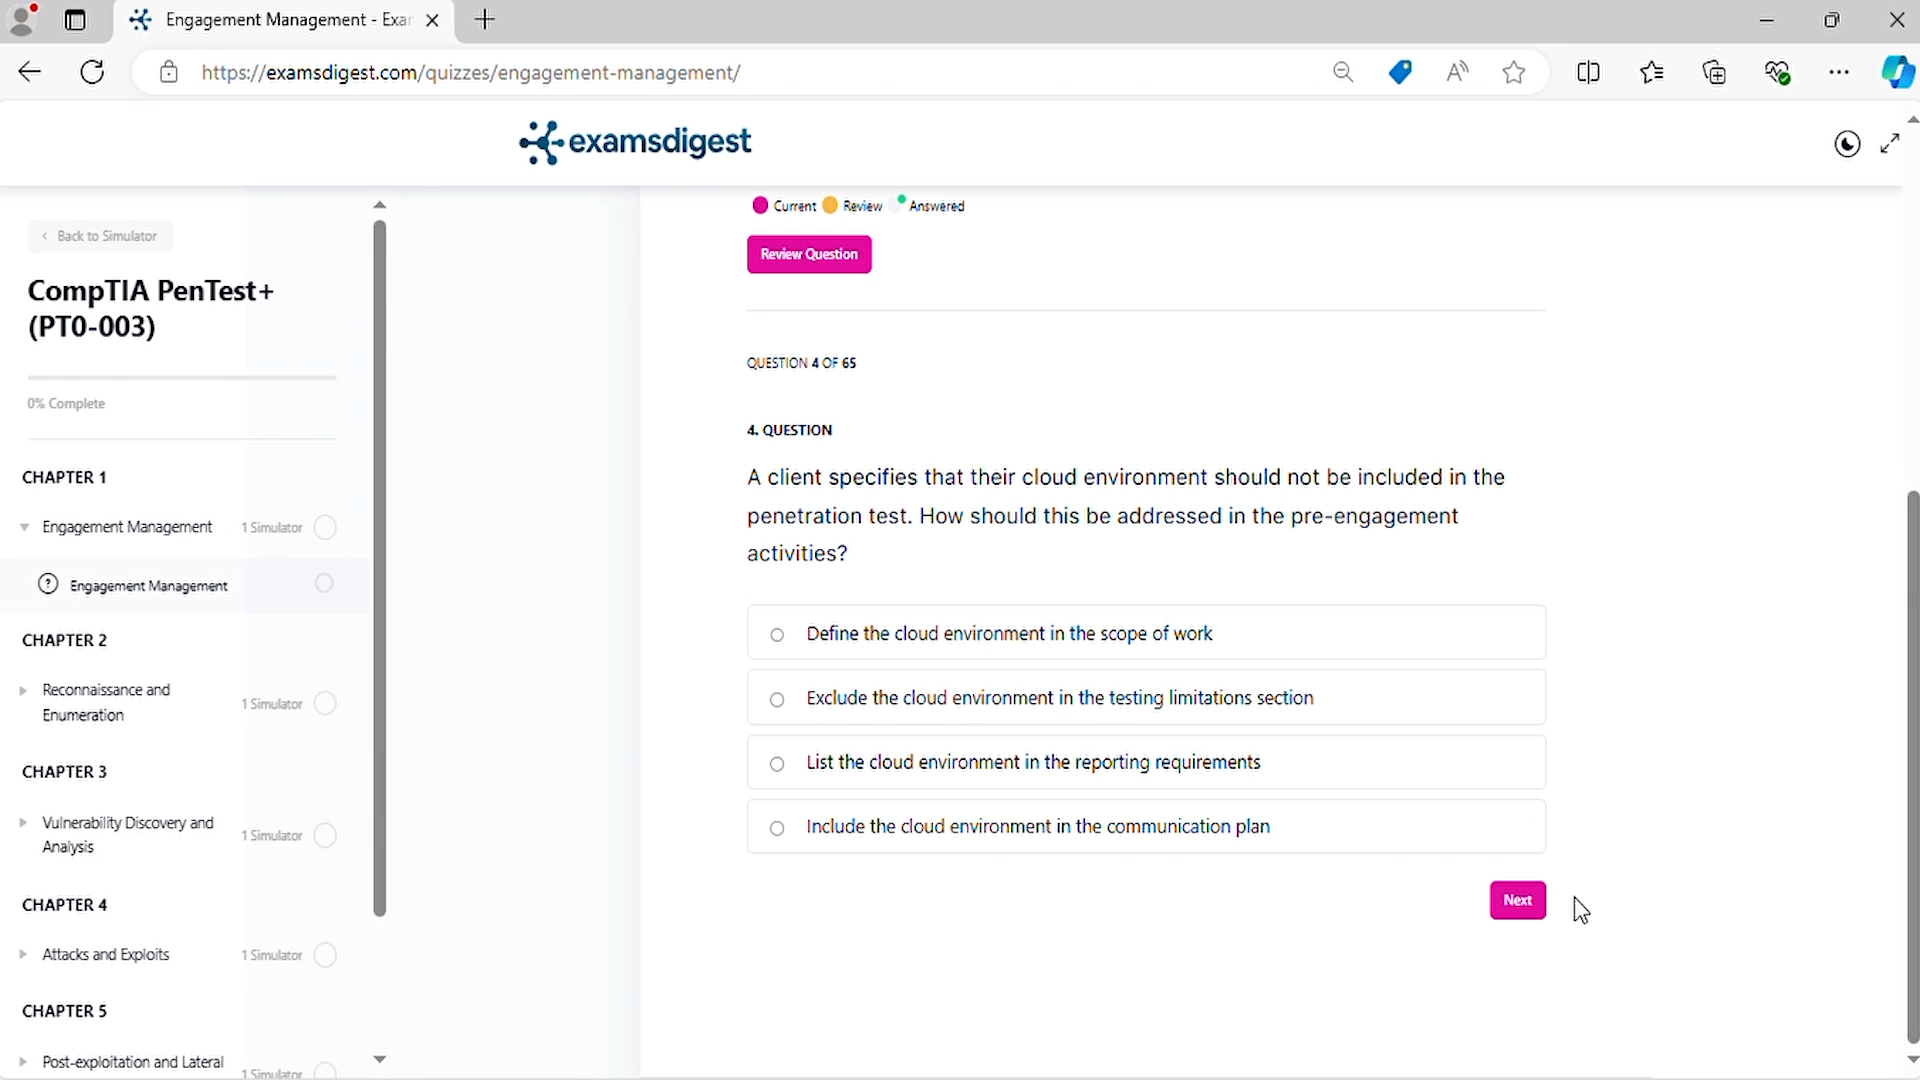 Engagement Management - Exar
https://examsdigest.com/quizzes/engagement-management/
examsdigest
Back to Simulator
CompTIA PenTest+
(PT0-003)
0% Complete
CHAPTER 1
Engagement Management 1 Simulator
Engagement Management
CHAPTER 2
Reconnaissance and
Enumeration
1 Simulator
CHAPTER 3
Vulnerability Discovery and
Analysis
1 Simulator
CHAPTER 4
Attacks and Exploits 1 Simulator
CHAPTER 5
Post-exploitation and Lateral
1 Simulator
Current Review Answered
Review Question
QUESTION 4 OF 65
4. QUESTION
A client specifies that their cloud environment should not be included in the
penetration test. How should this be addressed in the pre-engagement
activities?
Define the cloud environment in the scope of work
Exclude the cloud environment in the testing limitations section
List the cloud environment in the reporting requirements
Include the cloud environment in the communication plan
Next